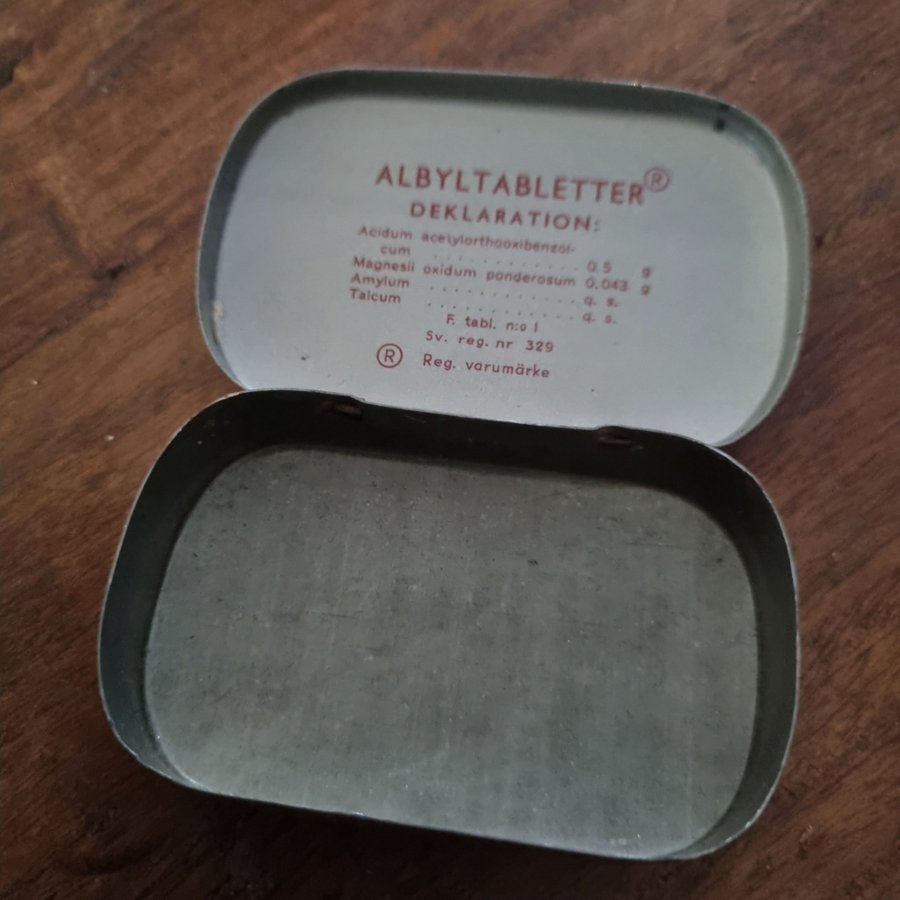 ALBYLTABLETTER®
DEKLARATION:
Acidum acetylorthooxibenzoi-
cum . . . . . . . . . . . . 0,5 g
Magnesii oxidum ponderosum 0,043 g
Amylum . . . . . . . . . . . . q. s.
Talcum . . . . . . . . . . . . q. s.
F. tabl. n:o 1
Sv. reg. nr 329
® Reg. varumärke